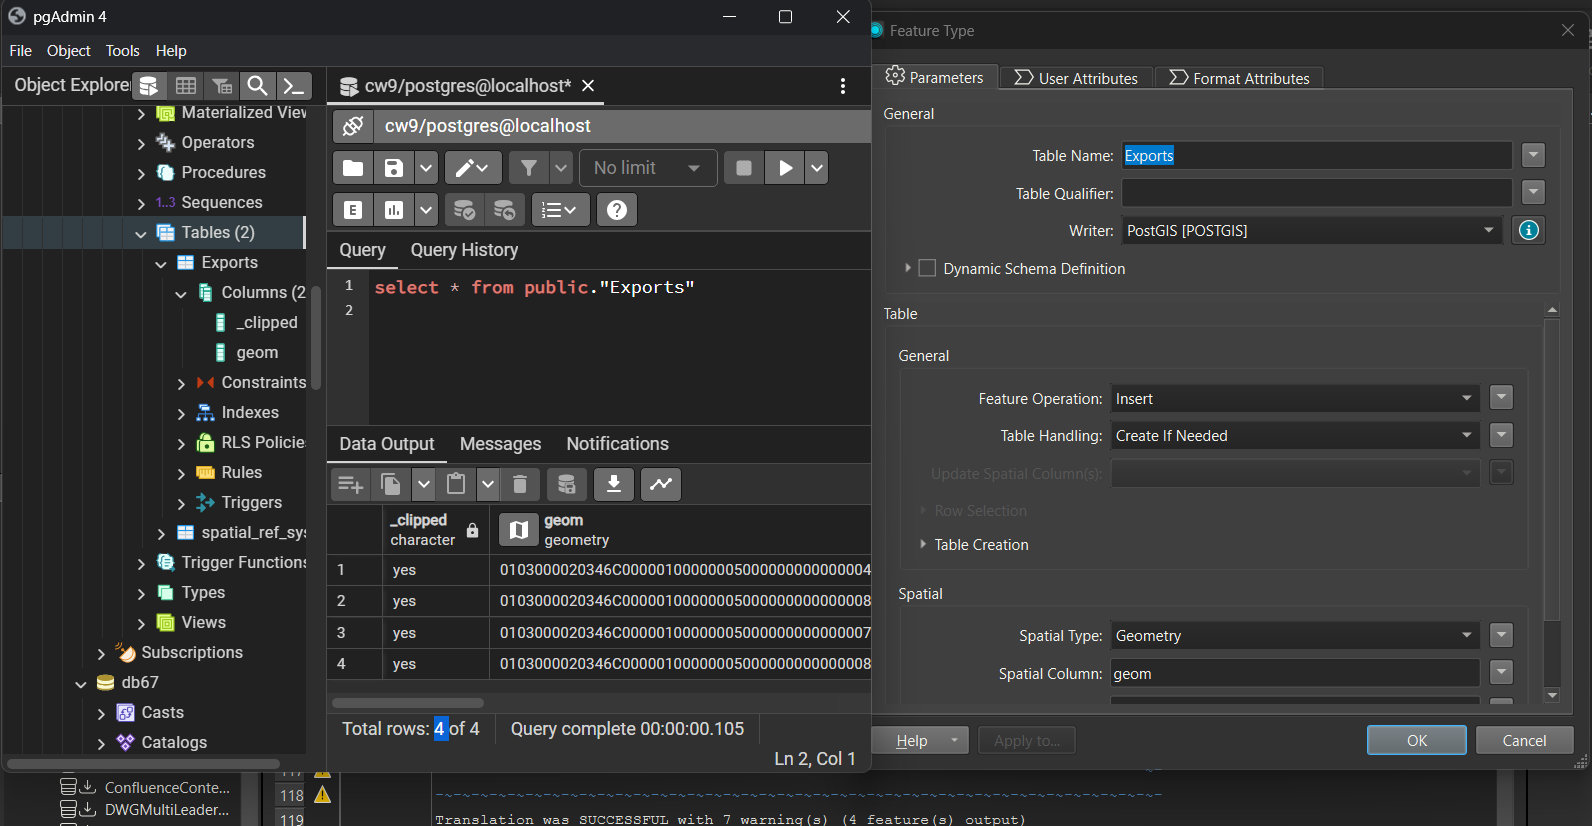 pgAdmin 4
File Object Tools Help
Object Explorer
Materialized View
Operators
Procedures
1..3 Sequences
Tables (2)
Exports
Columns (2
_clipped
geom
Constraints
Indexes
RLS Policies
Rules
Triggers
spatial_ref_sys
Trigger Functions
Types
Views
Subscriptions
db67
Casts
Catalogs
cw9/postgres@localhost*
cw9/postgres@localhost
No limit
E
Query Query History
1 select * from public."Exports"
2
Data Output Messages Notifications
_clipped
character
geom
geometry
1 yes 0103000020346C00000100000005000000000000004
2 yes 0103000020346C00000100000005000000000000008
3 yes 0103000020346C00000100000005000000000000007
4 yes 0103000020346C00000100000005000000000000008
Total rows: 4 of 4 Query complete 00:00:00.105
Ln 2, Col 1
Feature Type
Parameters User Attributes Format Attributes
General
Table Name: Exports
Table Qualifier:
Writer: PostGIS [POSTGIS]
Dynamic Schema Definition
Table
General
Feature Operation: Insert
Table Handling: Create If Needed
Update Spatial Column(s):
Row Selection
Table Creation
Spatial
Spatial Type: Geometry
Spatial Column: geom
Help Apply to... OK Cancel
ConfluenceConte...
DWGMultiLeader...
117
118 -~-~-~-~-~-~-~-~-~-~-~-~-~-~-~-~-~-~-~-~-~-~-~-~-~-~-~-~-~-~-~-~-~-~-~-~-~-
119 Translation was SUCCESSFUL with 7 warning(s) (4 feature(s) output)